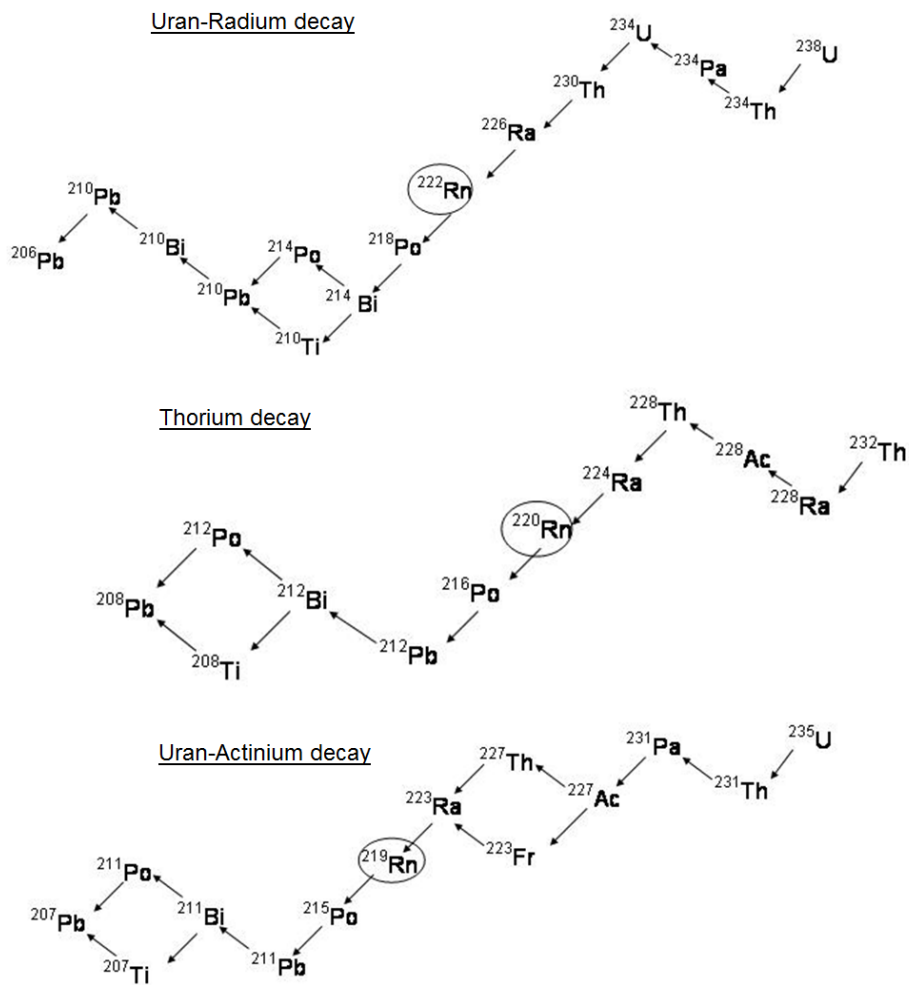 Uran-Radium decay
234U
238U
234Pa
230Th
234Th
226Ra
222Rn
210Pb
218Po
210Bi
214Po
206Pb
210Pb
214 Bi
210Ti
Thorium decay
228Th
232Th
228Ac
224Ra
228Ra
220Rn
212Po
216Po
212Bi
208Pb
212Pb
208Ti
Uran-Actinium decay
235U
231Pa
227Th
231Th
227Ac
223Ra
223Fr
219Rn
211Po
215Po
211Bi
207Pb
211Pb
207Ti